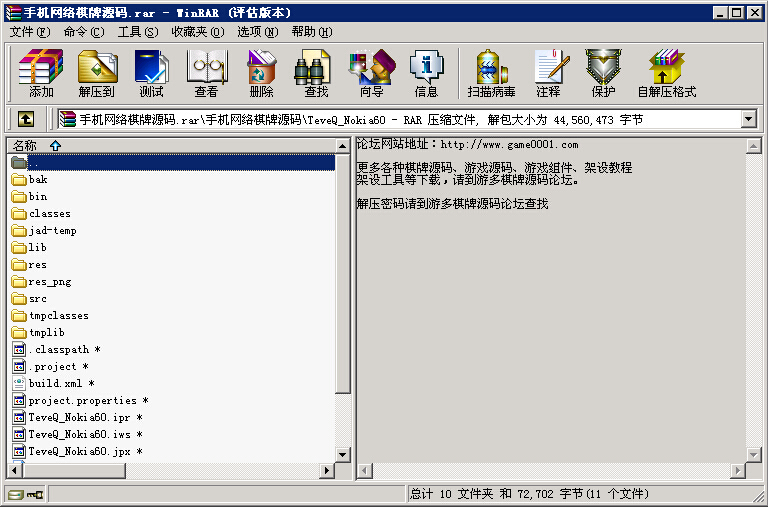 手机网络棋牌源码.rar - WinRAR (评估版本)
文件(F) 命令(C) 工具(S) 收藏夹(O) 选项(N) 帮助(H)
添加 解压到 测试 查看 删除 查找 向导 信息 扫描病毒 注释 保护 自解压格式
手机网络棋牌源码.rar\手机网络棋牌源码\TeveQ_Nokia60 - RAR 压缩文件, 解包大小为 44,560,473 字节
名称
..
bak
bin
classes
jad-temp
lib
res
res_png
src
tmpclasses
tmplib
.classpath *
.project *
build.xml *
project.properties *
TeveQ_Nokia60.ipr *
TeveQ_Nokia60.iws *
TeveQ_Nokia60.jpx *
论坛网站地址：http://www.game0001.com
更多各种棋牌源码、游戏源码、游戏组件、架设教程
架设工具等下载，请到游多棋牌源码论坛。
解压密码请到游多棋牌源码论坛查找
总计 10 文件夹 和 72,702 字节(11 个文件)